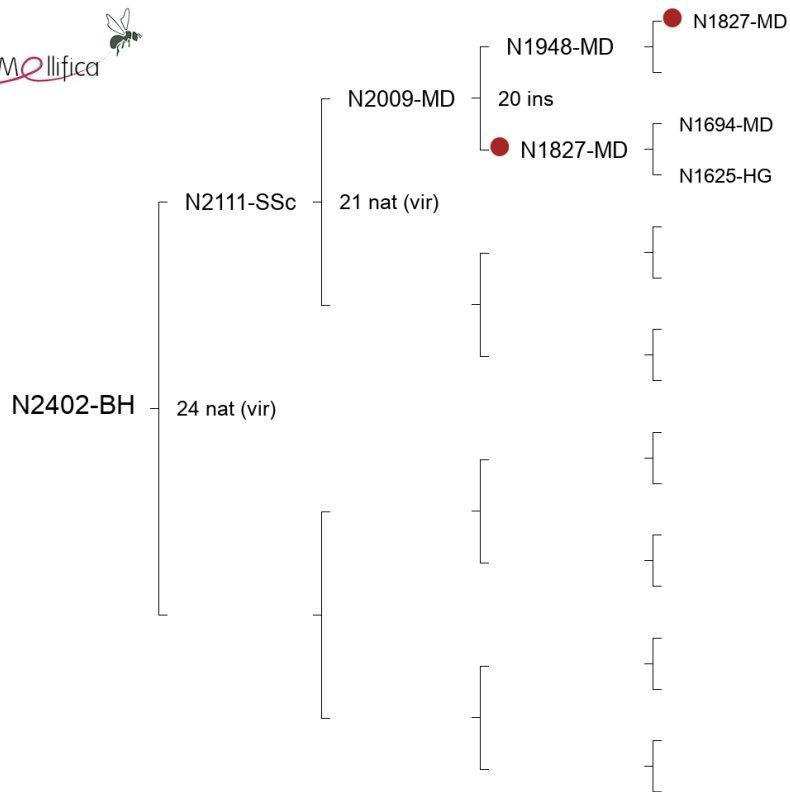 Mellifica
N1827-MD
N1948-MD
N2009-MD
20 ins
N1694-MD
N1827-MD
N1625-HG
N2111-SSc
21 nat (vir)
N2402-BH
24 nat (vir)